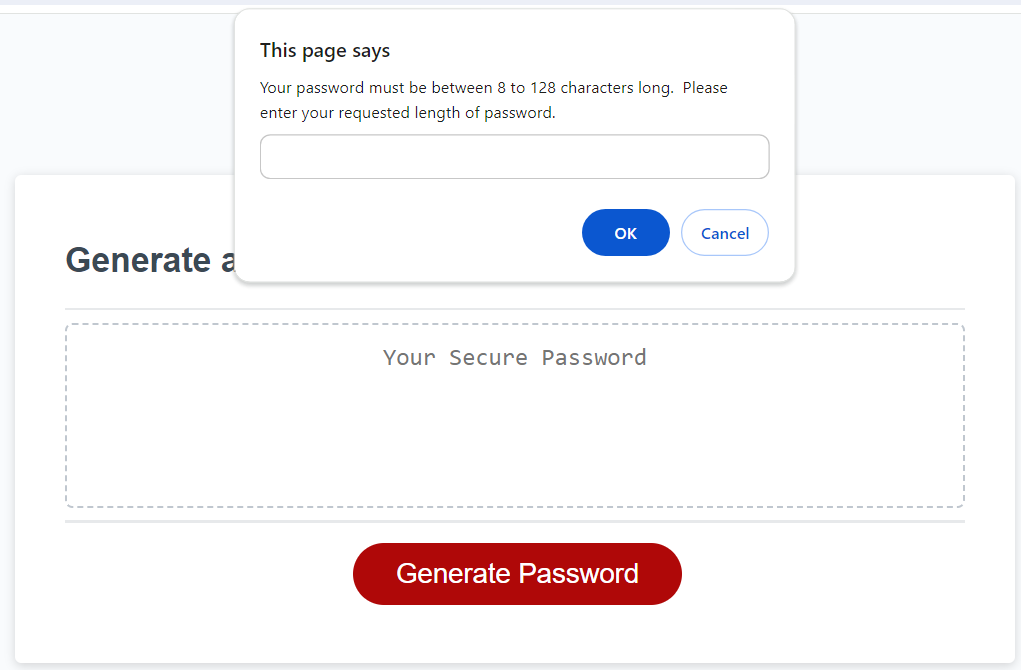 This page says
Your password must be between 8 to 128 characters long.  Please
enter your requested length of password.
OK
Cancel
Generate a
Your Secure Password
Generate Password